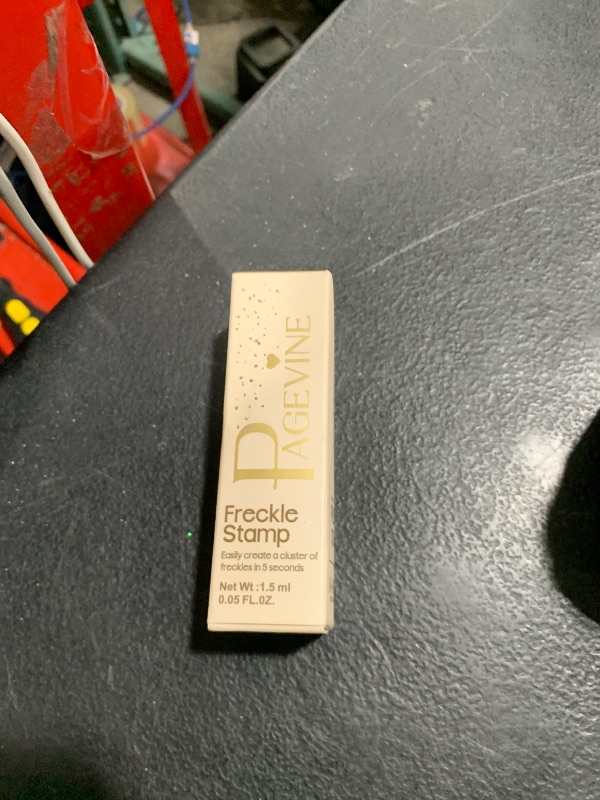 PAGEVINE
Freckle
Stamp
Easily create a cluster of
freckles in 5 seconds
Net Wt :1.5 ml
0.05 FL.OZ.